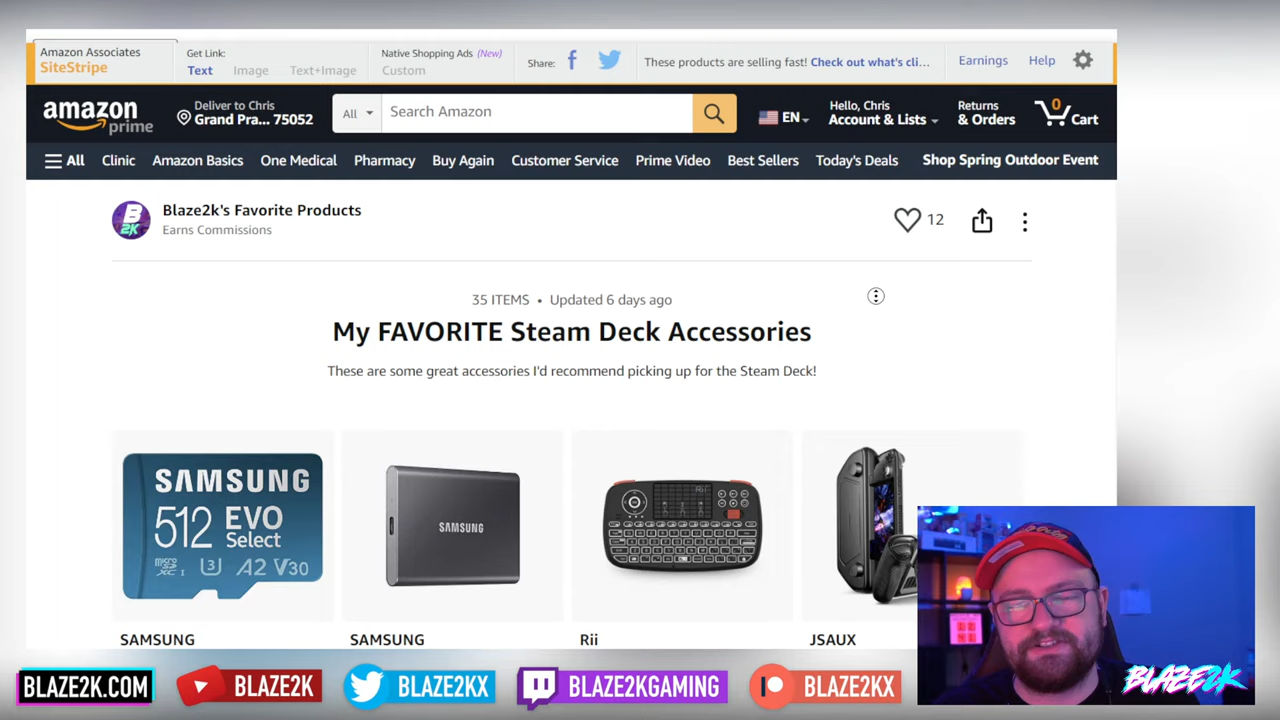 Amazon Associates
SiteStripe
Get Link:
Text Image Text+Image
Native Shopping Ads (New)
Custom
Share:
These products are selling fast! Check out what's cli...
Earnings Help
amazon prime
Deliver to Chris
Grand Pra... 75052
All
Search Amazon
EN
Hello, Chris
Account & Lists
Returns
& Orders
0
Cart
All Clinic Amazon Basics One Medical Pharmacy Buy Again Customer Service Prime Video Best Sellers Today's Deals Shop Spring Outdoor Event
B
2K
Blaze2k's Favorite Products
Earns Commissions
12
35 ITEMS • Updated 6 days ago
My FAVORITE Steam Deck Accessories
These are some great accessories I'd recommend picking up for the Steam Deck!
SAMSUNG
512 EVO
Select
micro SD XC I U3 A2 V30
SAMSUNG
SAMSUNG
SAMSUNG
Rii
JSAUX
BLAZE2K
BLAZE2K.COM
BLAZE2K
BLAZE2KX
BLAZE2KGAMING
BLAZE2KX